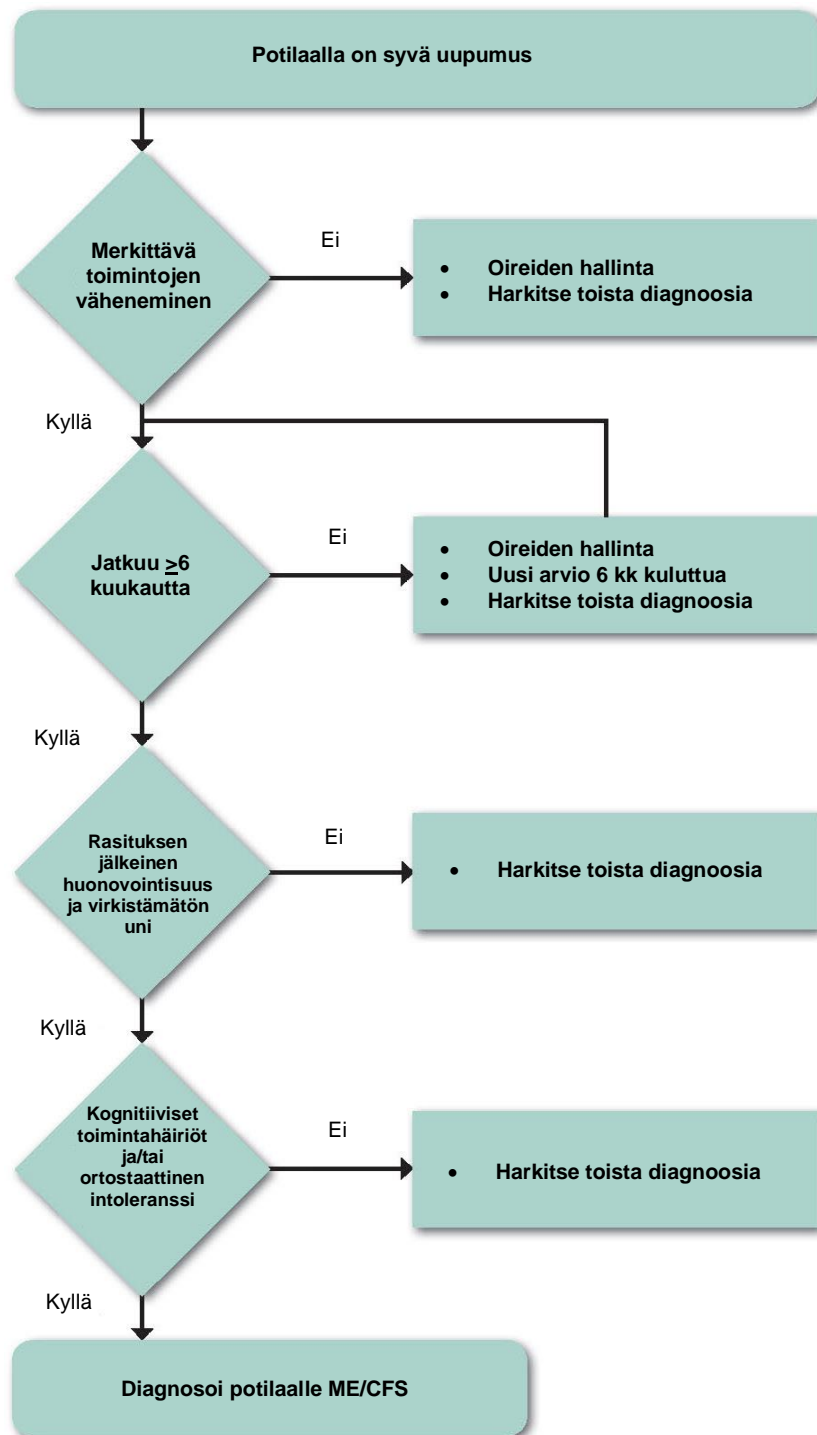 Potilaalla on syvä uupumus
Merkittävä
toimintojen
väheneminen
Ei
• Oireiden hallinta
• Harkitse toista diagnoosia
Kyllä
Jatkuu ≥6
kuukautta
Ei
• Oireiden hallinta
• Uusi arvio 6 kk kuluttua
• Harkitse toista diagnoosia
Kyllä
Rasituksen
jälkeinen
huonovointisuus
ja virkistämätön
uni
Ei
• Harkitse toista diagnoosia
Kyllä
Kognitiiviset
toimintahäiriöt
ja/tai
ortostaattinen
intoleranssi
Ei
• Harkitse toista diagnoosia
Kyllä
Diagnosoi potilaalle ME/CFS